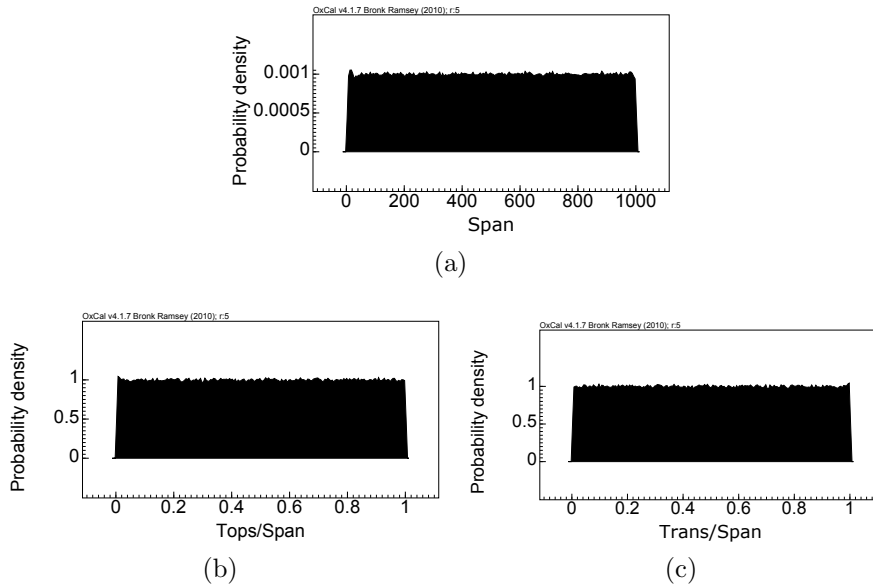 OxCal v4.1.7 Bronk Ramsey (2010); r:5
Probability density
0.001
0.0005
0
0 200 400 600 800 1000
Span
(a)
OxCal v4.1.7 Bronk Ramsey (2010); r:5
Probability density
1
0.5
0
0 0.2 0.4 0.6 0.8 1
Tops/Span
(b)
OxCal v4.1.7 Bronk Ramsey (2010); r:5
Probability density
1
0.5
0
0 0.2 0.4 0.6 0.8 1
Trans/Span
(c)